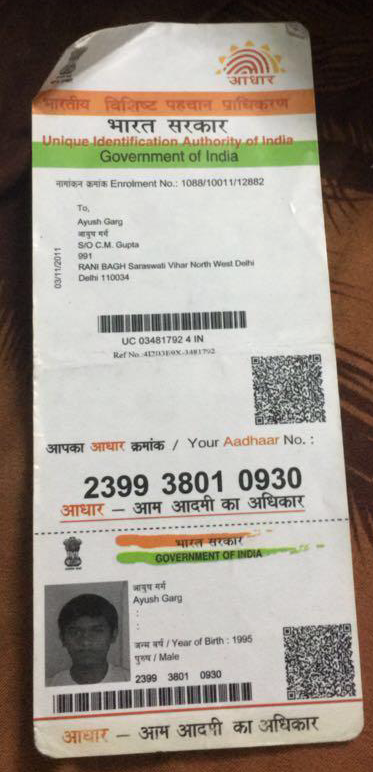 आधार
भारतीय विशिष्ट पहचान प्राधिकरण
भारत सरकार
Unique Identification Authority of India
Government of India
नामांकन क्रमांक Enrolment No.: 1088/10011/12882
To,
Ayush Garg
आयुष गर्ग
S/O C.M. Gupta
991
RANI BAGH Saraswati Vihar North West Delhi
Delhi 110034
03/11/2011
UC 03481792 4 IN
आपका आधार क्रमांक / Your Aadhaar No. :
2399 3801 0930
आधार – आम आदमी का अधिकार
भारत सरकार
GOVERNMENT OF INDIA
आयुष गर्ग
Ayush Garg
:
:
जन्म वर्ष / Year of Birth : 1995
पुरुष / Male
2399 3801 0930
आधार – आम आदमी का अधिकार